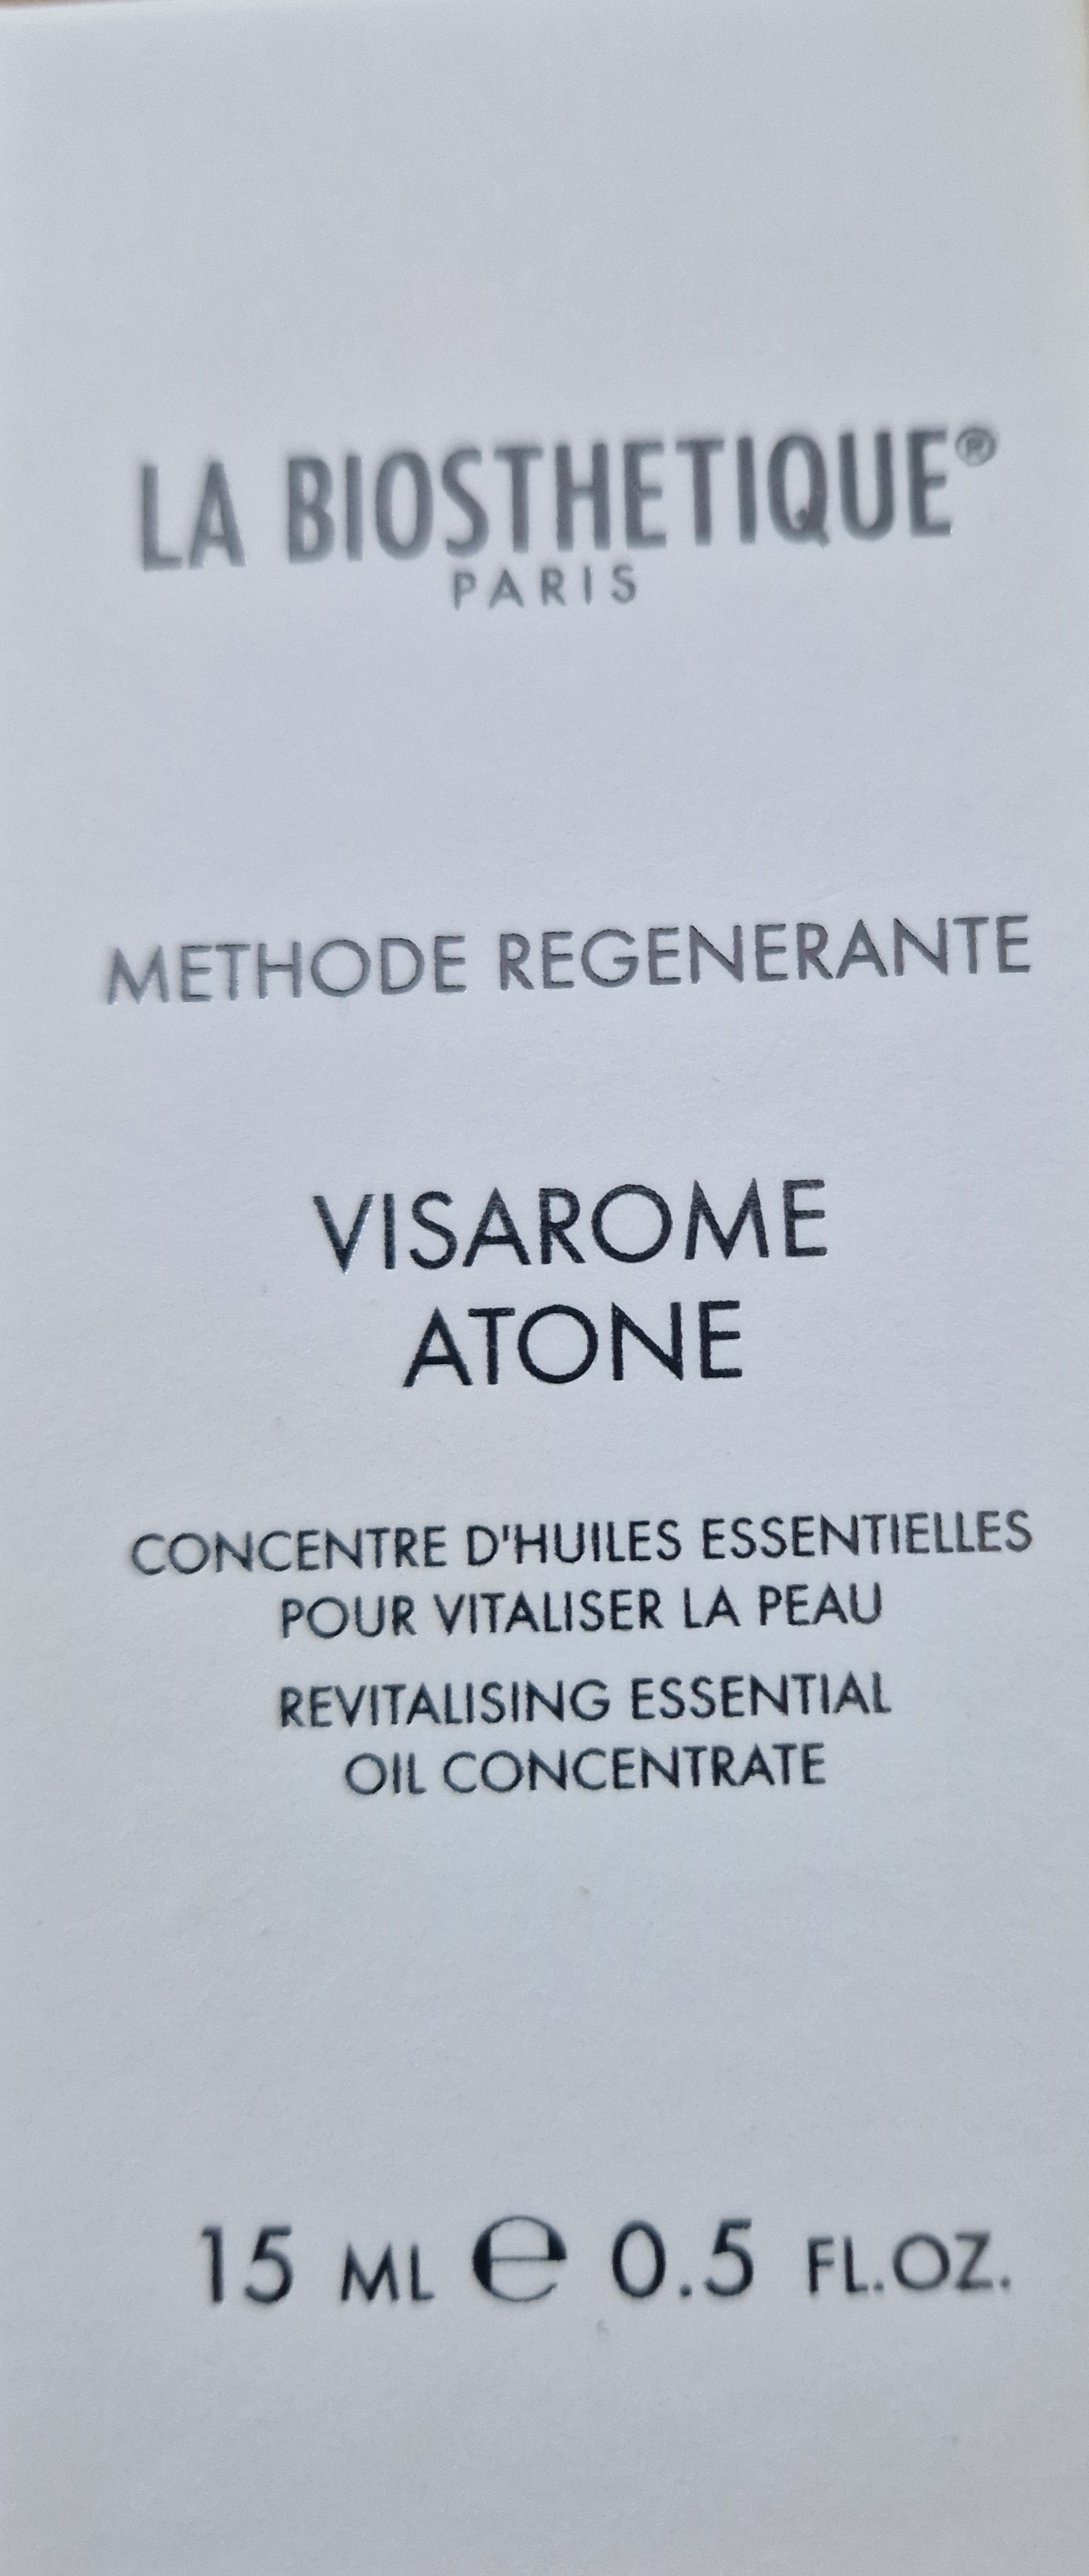 LA BIOSTHETIQUE®
PARIS
METHODE REGENERANTE
VISAROME
ATONE
CONCENTRE D'HUILES ESSENTIELLES
POUR VITALISER LA PEAU
REVITALISING ESSENTIAL
OIL CONCENTRATE
15 ML ℮ 0.5 FL.OZ.